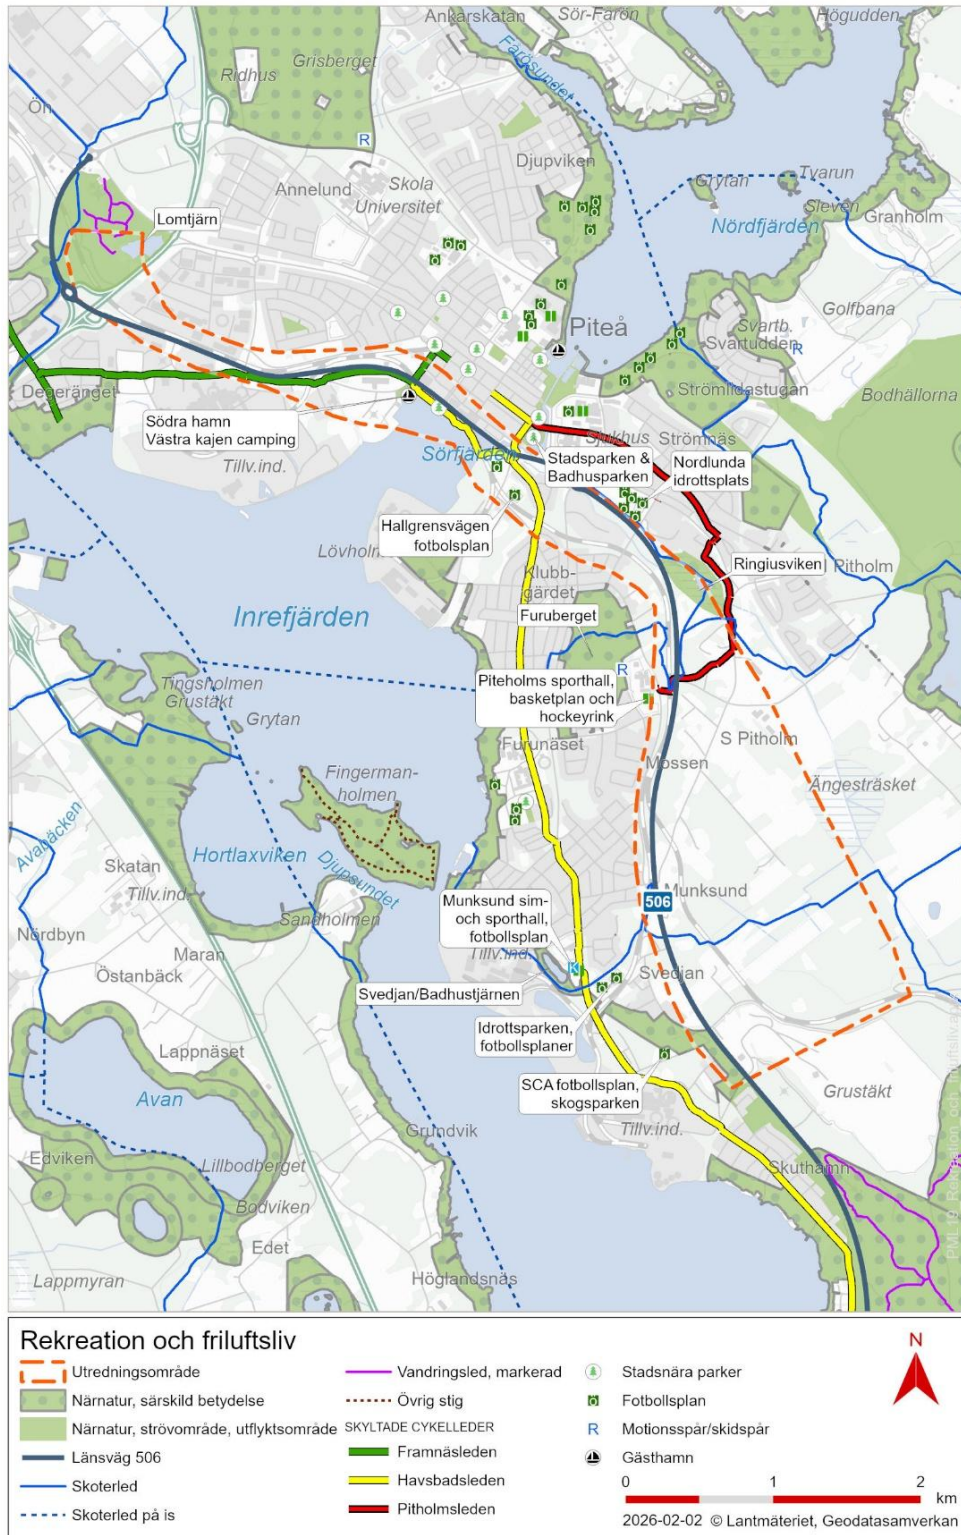 Ankarskatan
Sör-Farön
Högudden
Färösundet
Grisberget
Ridhus
R
Djupviken
Tvarun
Grytan
Sleven
Granholm
Annelund
Skola
Universitet
Nördfjärden
Lomtjärn
Golfbana
Piteå
Svartb.
Svartudden
R
Degeränget
Strömlidastugan
Bodhällorna
Södra hamn
Västra kajen camping
Sörfjärden
Sjukhus
Strömnäs
Tillv.ind.
Stadsparken &
Badhusparken
Nordlunda
idrottsplats
Hallgrensvägen
fotbolsplan
Ringiusviken
Pitholm
Klubb-
gärdet
Inrefjärden
Furuberget
R
Piteholms sporthall,
basketplan och
hockeyrink
Tingsholmen
Grustäkt
Grytan
S Pitholm
Furunäset
Mossen
Fingerman-
holmen
Ängesträsket
Avabäcken
Hortlaxviken
Djupsundet
Skatan
Tillv.ind.
Munksund
506
Sandholmen
Munksund sim-
och sporthall,
fotbollsplan
Nördbyn
Maran
Östanbäck
Tillv.ind.
Svedjan
Svedjan/Badhustjärnen
Idrottsparken,
fotbollsplaner
Lappnäset
SCA fotbollsplan,
skogsparken
Grustäkt
Avan
Grundvik
Tillv.ind.
Edviken
Lillbodberget
Skuthamn
Bodviken
Edet
Lappmyran
Höglandsnäs
Rekreation och friluftsliv
Utredningsområde
Närnatur, särskild betydelse
Närnatur, strövområde, utflyktsområde
Länsväg 506
Skoterled
Skoterled på is
Vandringsled, markerad
Övrig stig
SKYLTADE CYKELLEDER
Framnäsleden
Havsbadsleden
Pitholmsleden
Stadsnära parker
Fotbollsplan
R Motionsspår/skidspår
Gästhamn
N
0 1 2
km
2026-02-02 © Lantmäteriet, Geodatasamverkan